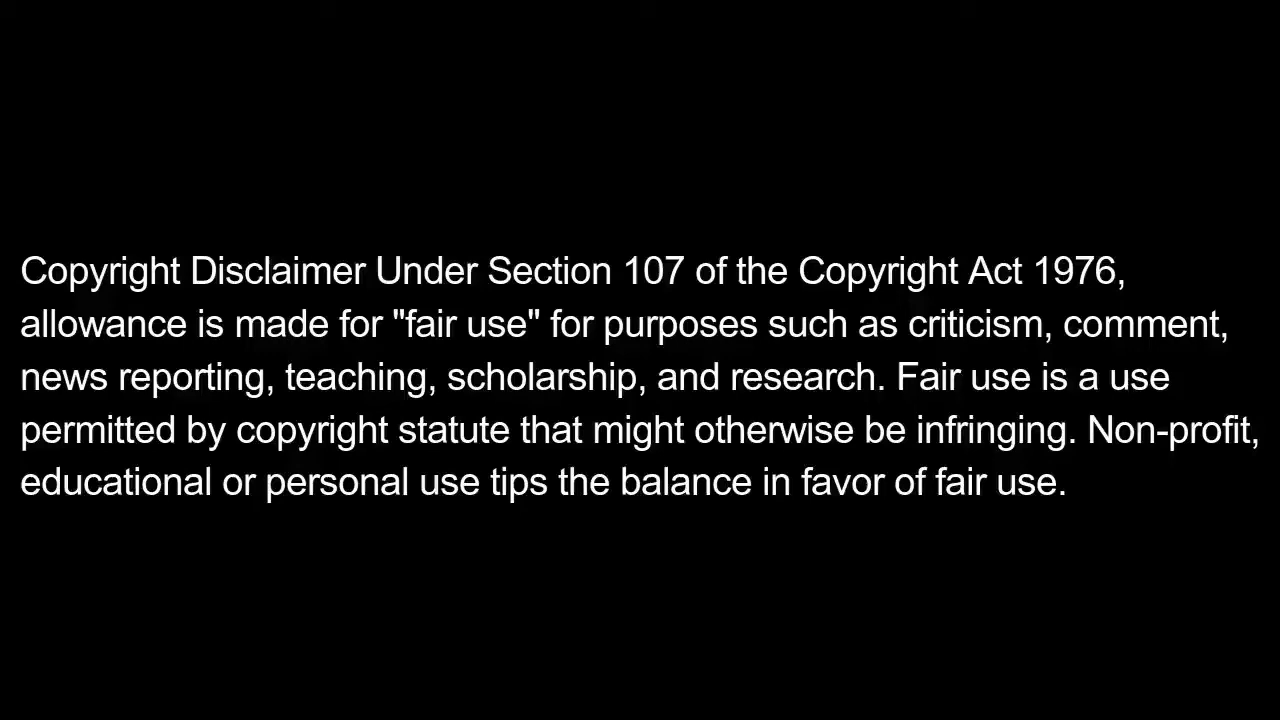 Copyright Disclaimer Under Section 107 of the Copyright Act 1976,
allowance is made for "fair use" for purposes such as criticism, comment,
news reporting, teaching, scholarship, and research. Fair use is a use
permitted by copyright statute that might otherwise be infringing. Non-profit,
educational or personal use tips the balance in favor of fair use.